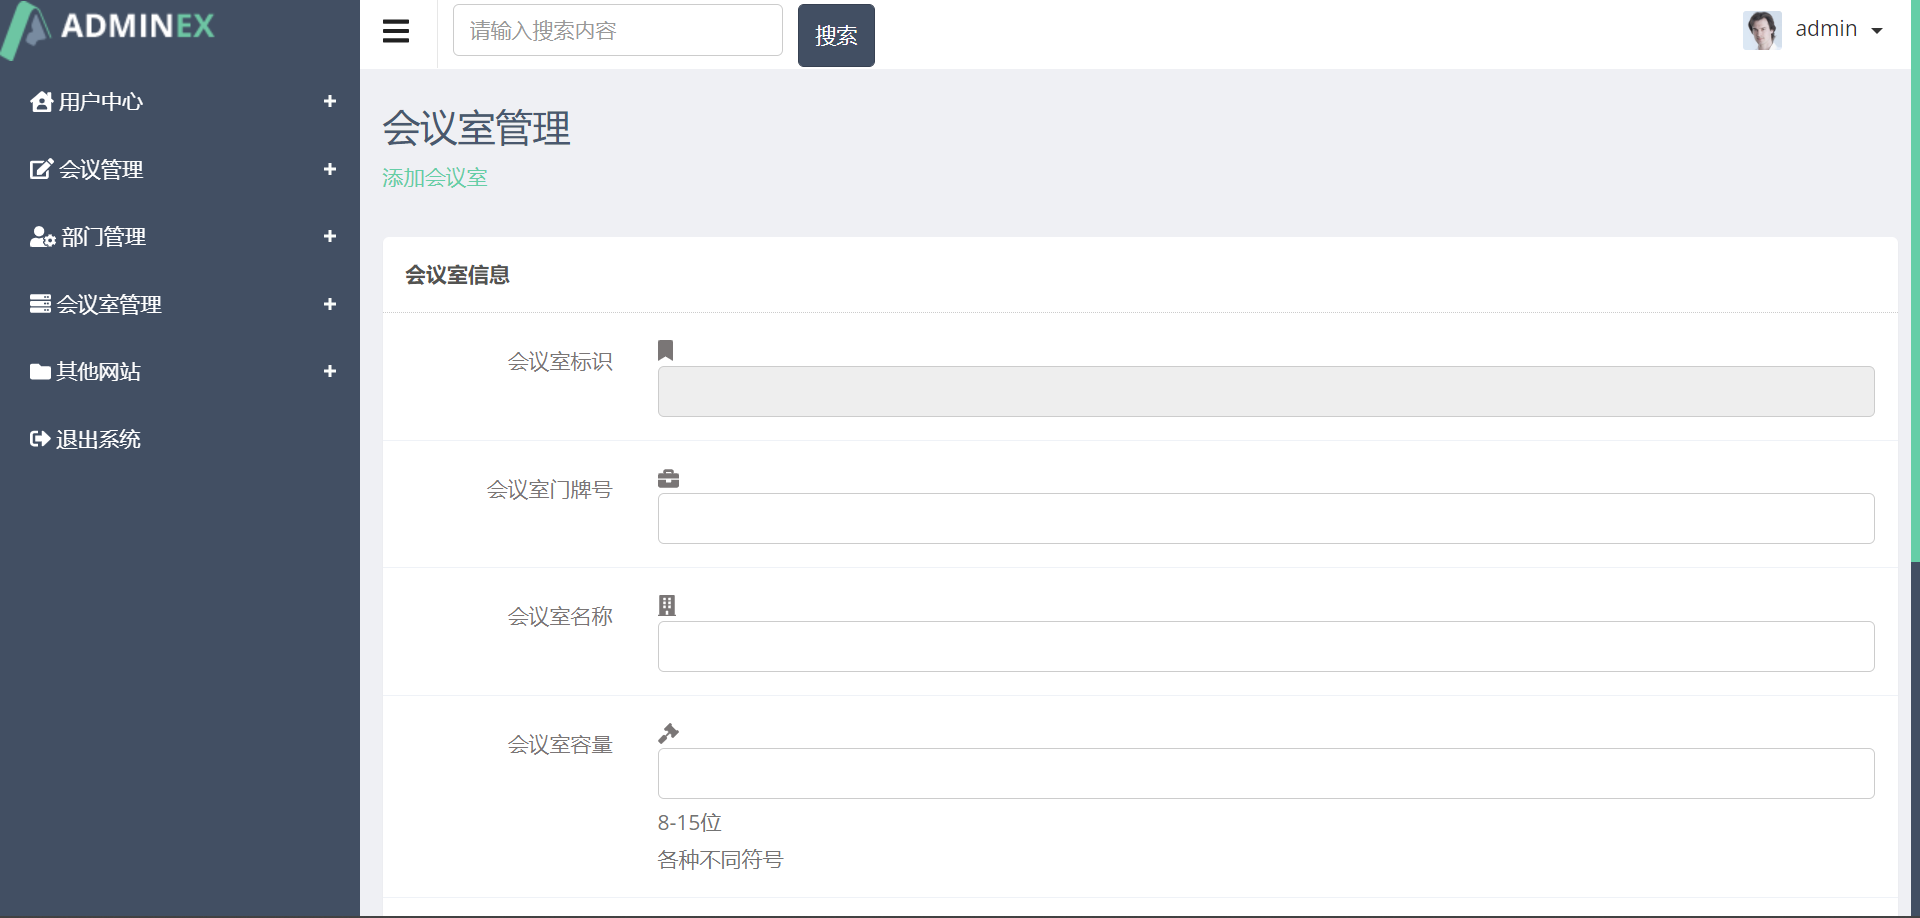 ADMINEX
用户中心
会议管理
部门管理
会议室管理
其他网站
退出系统
请输入搜索内容
搜索
admin
会议室管理
添加会议室
会议室信息
会议室标识
会议室门牌号
会议室名称
会议室容量
8-15位
各种不同符号